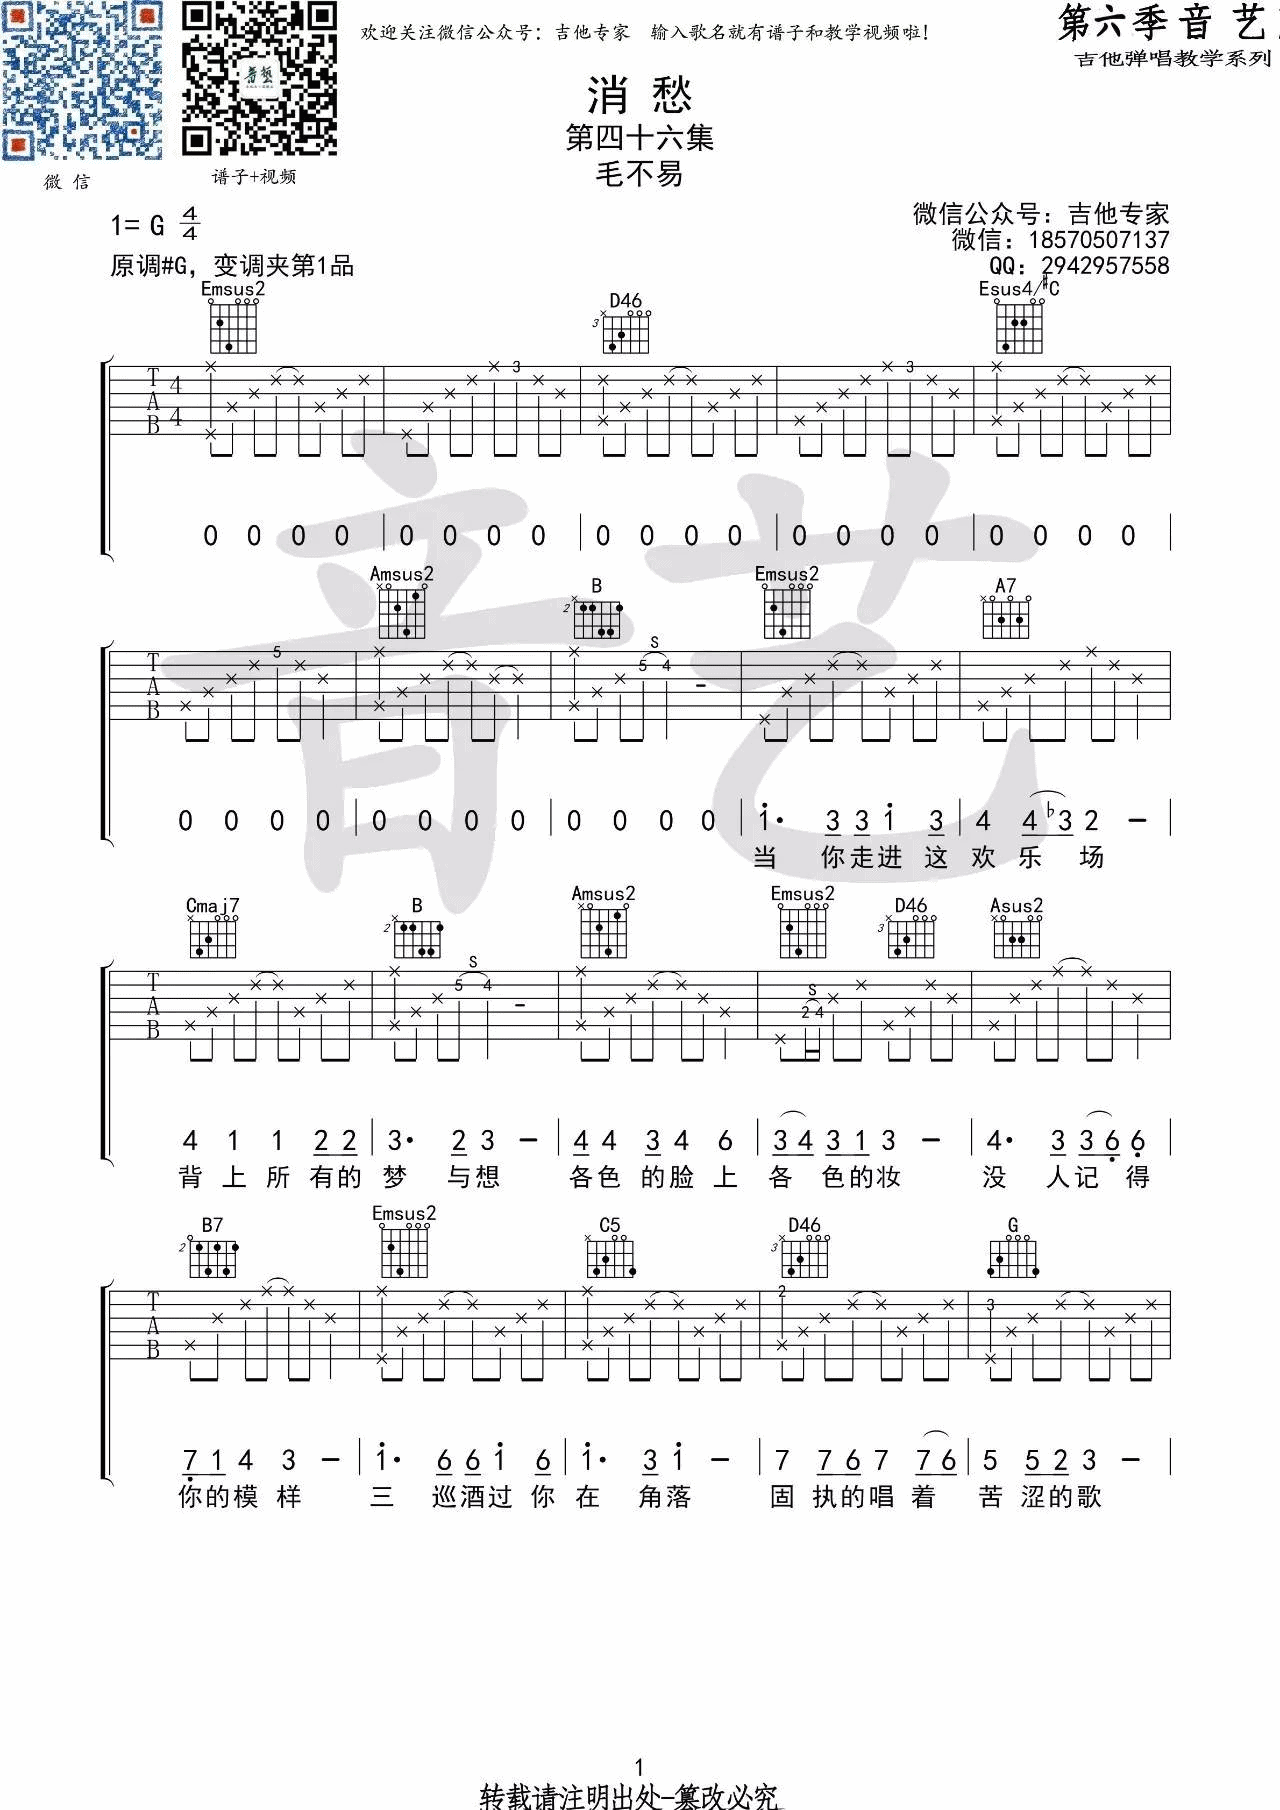 欢迎关注微信公众号：吉他专家　输入歌名就有谱子和教学视频啦!
第六季音艺
吉他弹唱教学系列
消愁
第四十六集
毛不易
微信
谱子+视频
1= G 4/4
原调#G，变调夹第1品
微信公众号：吉他专家
微信：18570507137
QQ：2942957558
Emsus2 D46 Esus4/#C
3
T A B 4 4 3 3
0 0 0 0 | 0 0 0 0 | 0 0 0 0 | 0 0 0 0 | 0 0 0 0 |
Amsus2 B Emsus2 A7
2
T A B 5 S 5 4 -
0 0 0 0 | 0 0 0 0 | 0 0 0 0 | 1· 3 3 1 3 | 4 4 ♭3 2 - |
当 你走进 这 欢 乐 场
Cmaj7 B Amsus2 Emsus2 D46 Asus2
2 3
T A B S 5 4 - S 2 4
4 1 1 2 2 | 3· 2 3 - | 4 4 3 4 6 | 3 4 3 1 3 - | 4· 3 3 6 6 |
背 上 所 有的 梦 与想 各色 的脸 上 各 色的妆 没 人记 得
B7 Emsus2 C5 D46 G
2 3
T A B 2 3
7 1 4 3 - | 1· 6 6 1 6 | 1· 3 1 - | 7 7 6 7 7 6 | 5 5 2 3 - |
你的模 样 三 巡酒过 你 在 角落 固 执的唱 着 苦 涩的歌
1
转载请注明出处-篡改必究
音艺